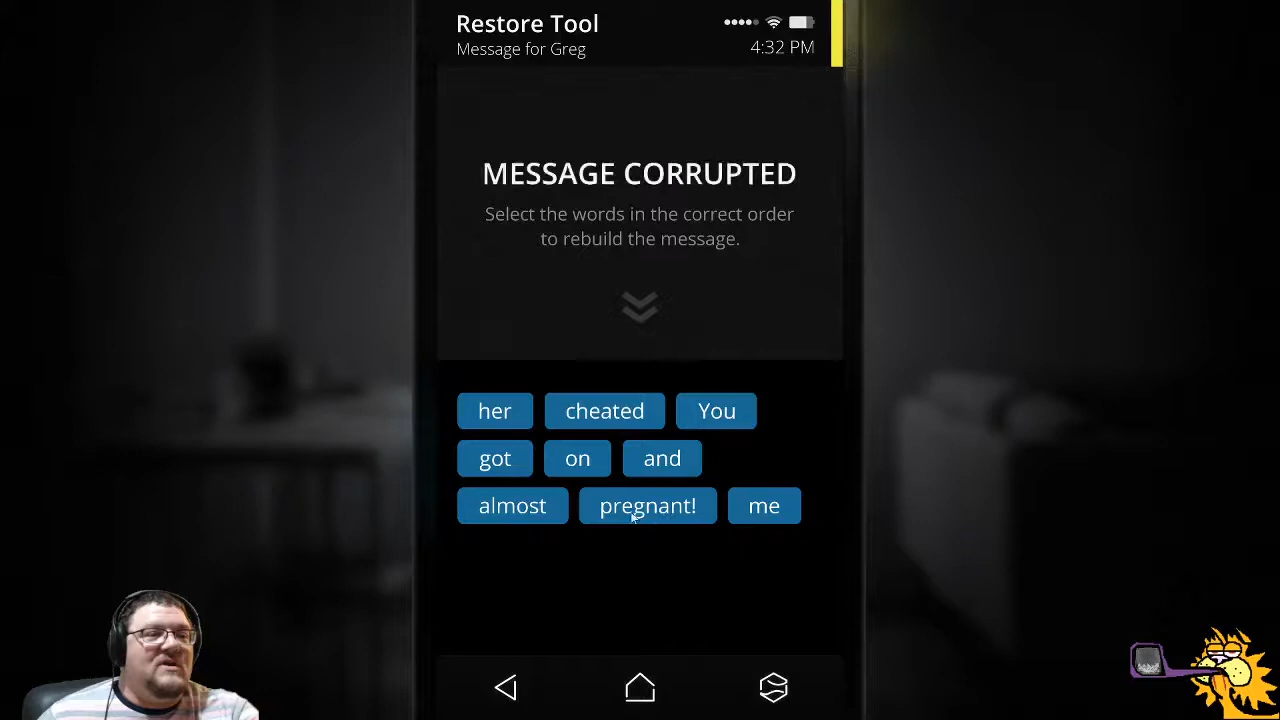 Restore Tool
Message for Greg
4:32 PM
MESSAGE CORRUPTED
Select the words in the correct order
to rebuild the message.
her cheated You
got on and
almost pregnant! me